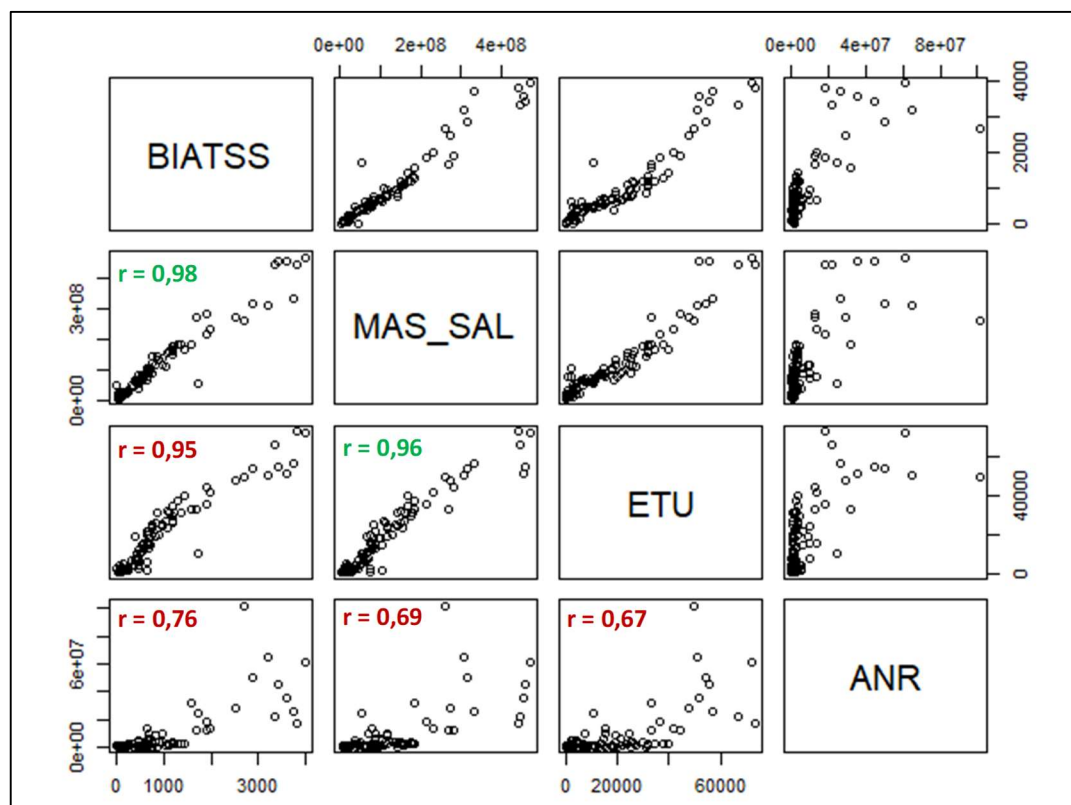 0e+00 2e+08 4e+08 0e+00 4e+07 8e+07
BIATSS
0 2000 4000
r = 0,98
MAS_SAL
0e+00 3e+08
r = 0,95
r = 0,96
ETU
0 40000
r = 0,76
r = 0,69
r = 0,67
ANR
0e+00 6e+07
0 1000 3000 0 20000 60000